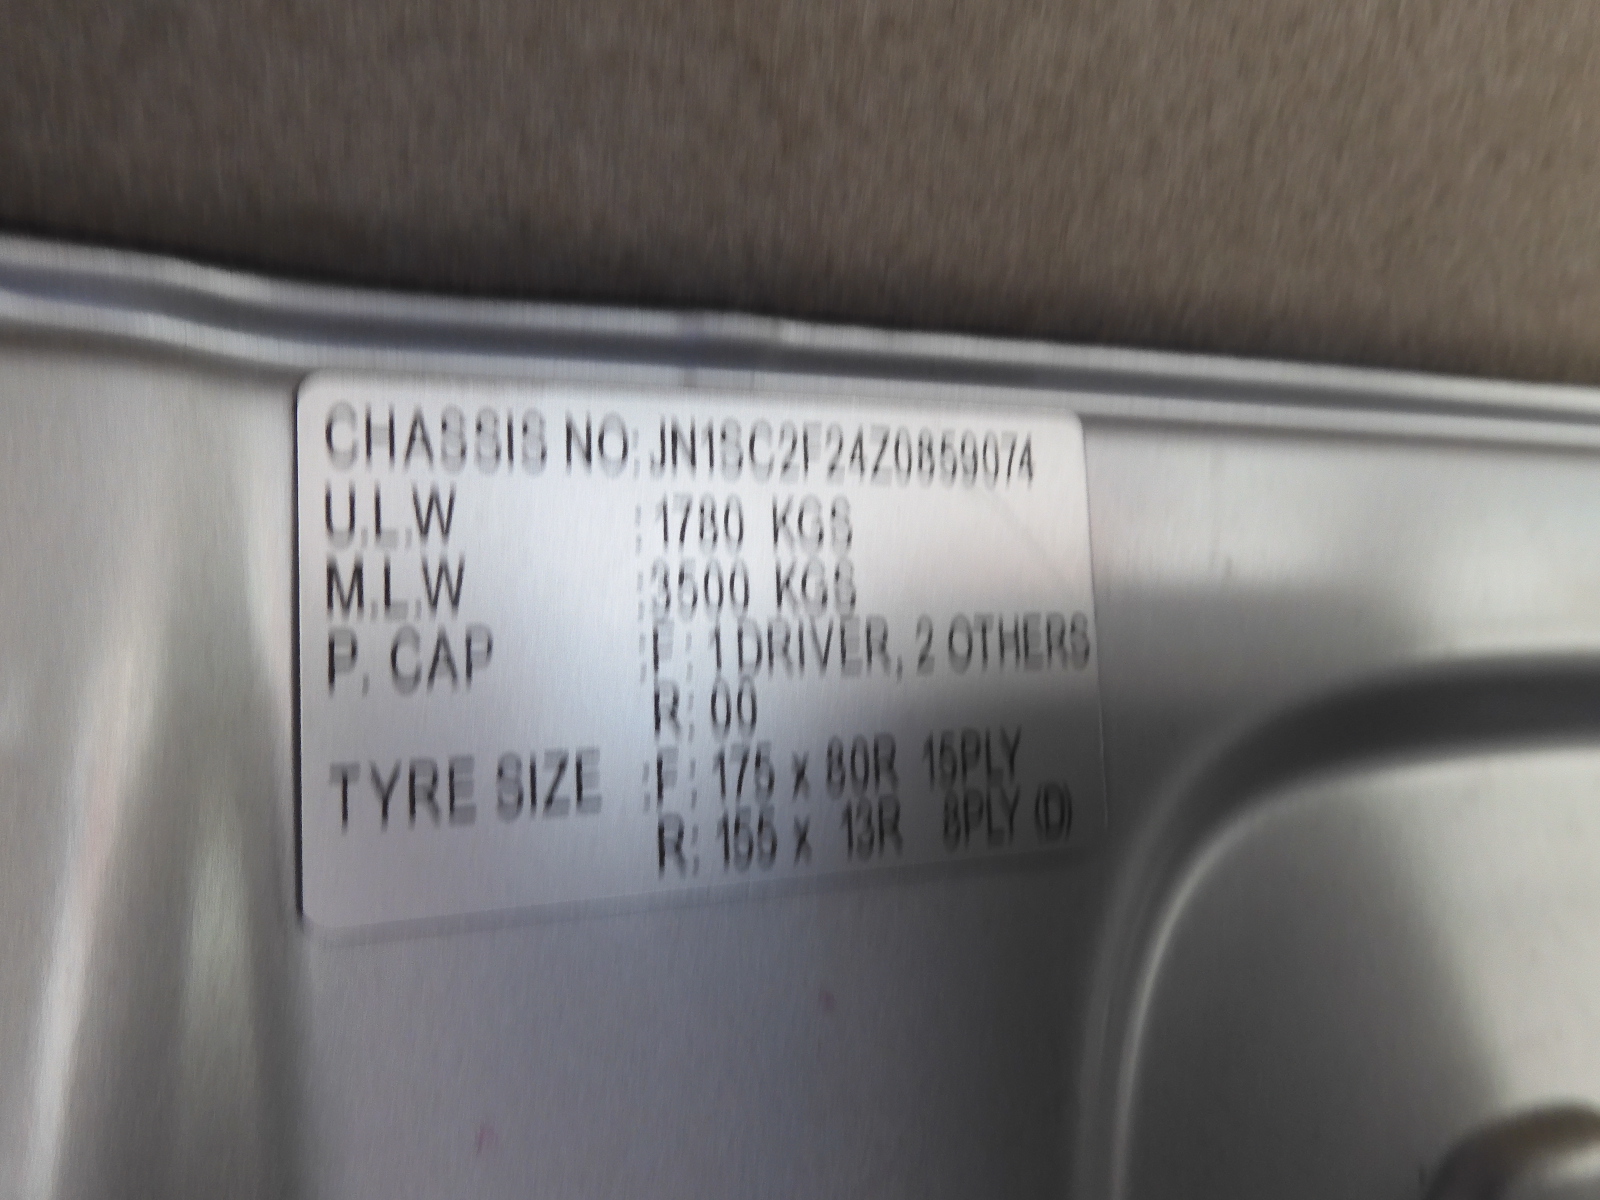 CHASSIS NO: JN1SC2F24Z0859074
U.L.W : 1780 KGS
M.L.W : 3500 KGS
P. CAP : F: 1 DRIVER, 2 OTHERS
R: 00
TYRE SIZE : F: 175 x 80R 15PLY
R: 155 x 13R 8PLY (D)